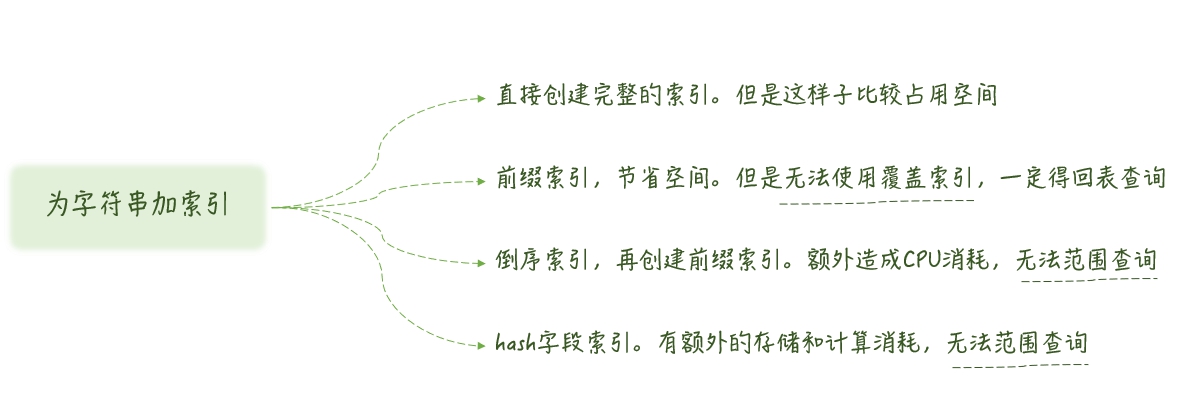 为字符串加索引
直接创建完整的索引。但是这样子比较占用空间
前缀索引，节省空间。但是无法使用覆盖索引，一定得回表查询
倒序索引，再创建前缀索引。额外造成CPU消耗，无法范围查询
hash字段索引。有额外的存储和计算消耗，无法范围查询